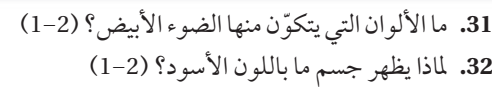 31. ما الألوان التي يتكوّن منها الضوء الأبيض؟ (2-1)
32. لماذا يظهر جسم ما باللون الأسود؟ (2-1)